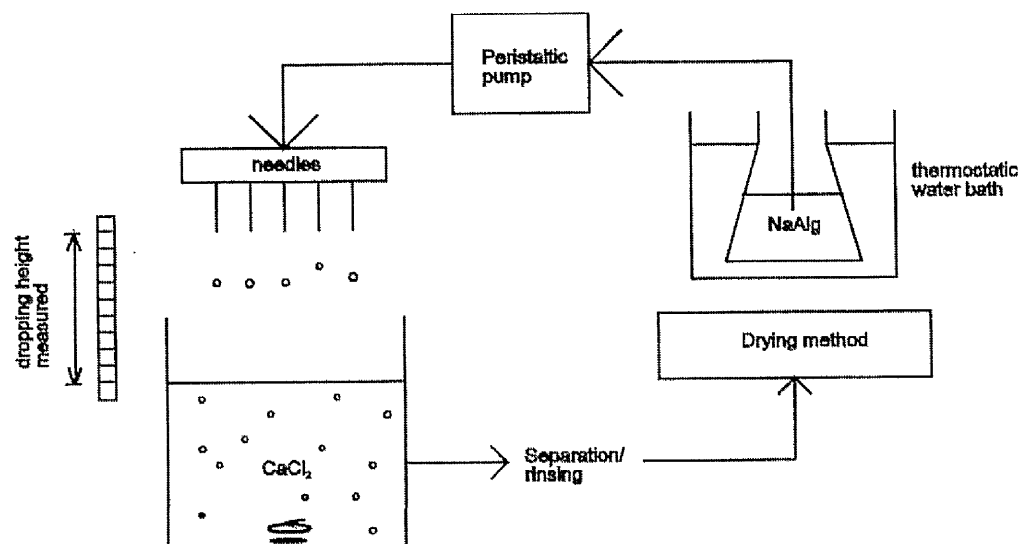 Peristaltic
pump
needles
thermostatic
water bath
NaAlg
dropping height
measured
Drying method
CaCl₂
Separation/
rinsing